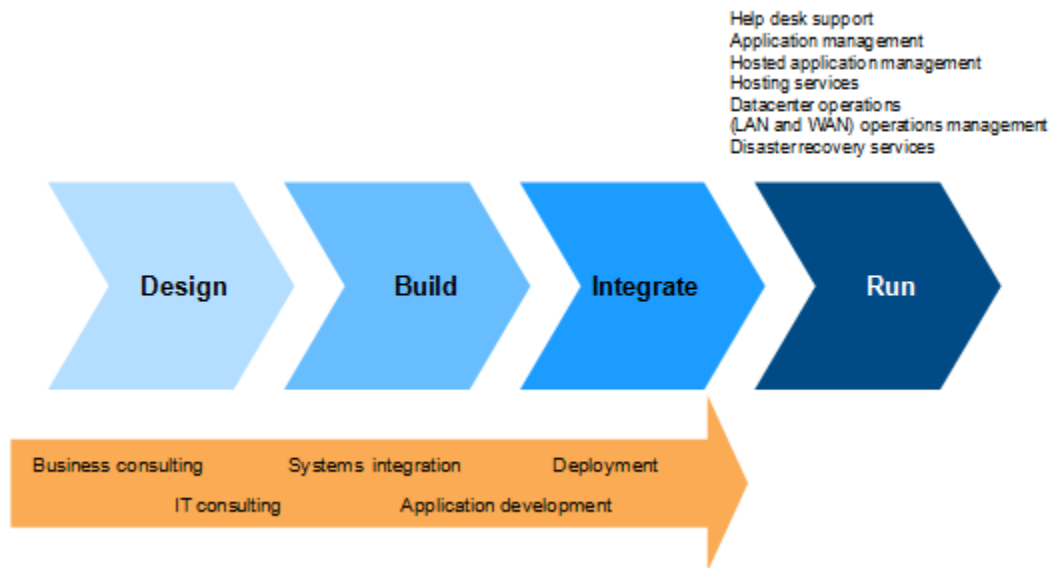 Help desk support
Application management
Hosted application management
Hosting services
Datacenter operations
(LAN and WAN) operations management
Disaster recovery services
Design
Build
Integrate
Run
Business consulting
Systems integration
Deployment
IT consulting
Application development